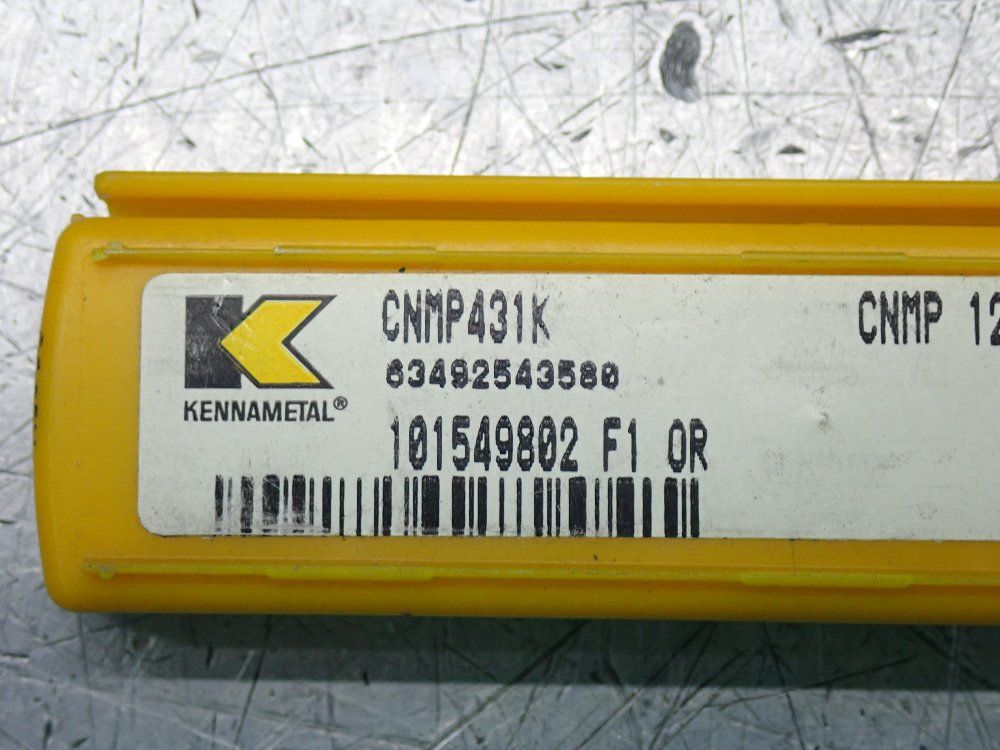 CNMP431K CNMP 12
63492543580
KENNAMETAL®
101549802 F1 OR